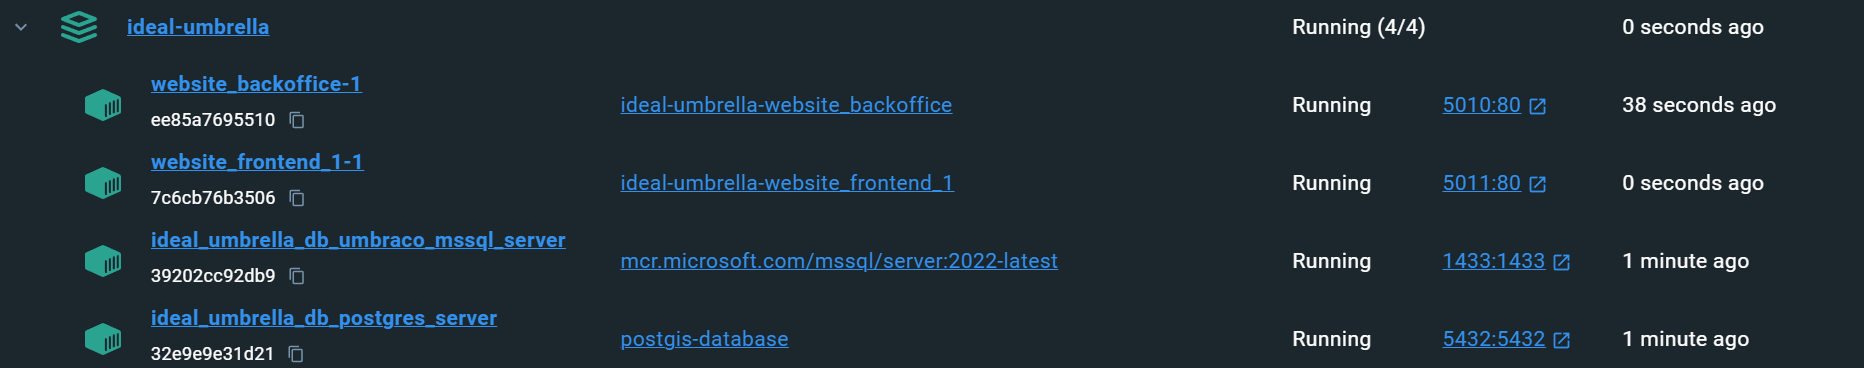 ideal-umbrella Running (4/4) 0 seconds ago
website_backoffice-1
ee85a7695510 ideal-umbrella-website_backoffice Running 5010:80 38 seconds ago
website_frontend_1-1
7c6cb76b3506 ideal-umbrella-website_frontend_1 Running 5011:80 0 seconds ago
ideal_umbrella_db_umbraco_mssql_server
39202cc92db9 mcr.microsoft.com/mssql/server:2022-latest Running 1433:1433 1 minute ago
ideal_umbrella_db_postgres_server
32e9e9e31d21 postgis-database Running 5432:5432 1 minute ago